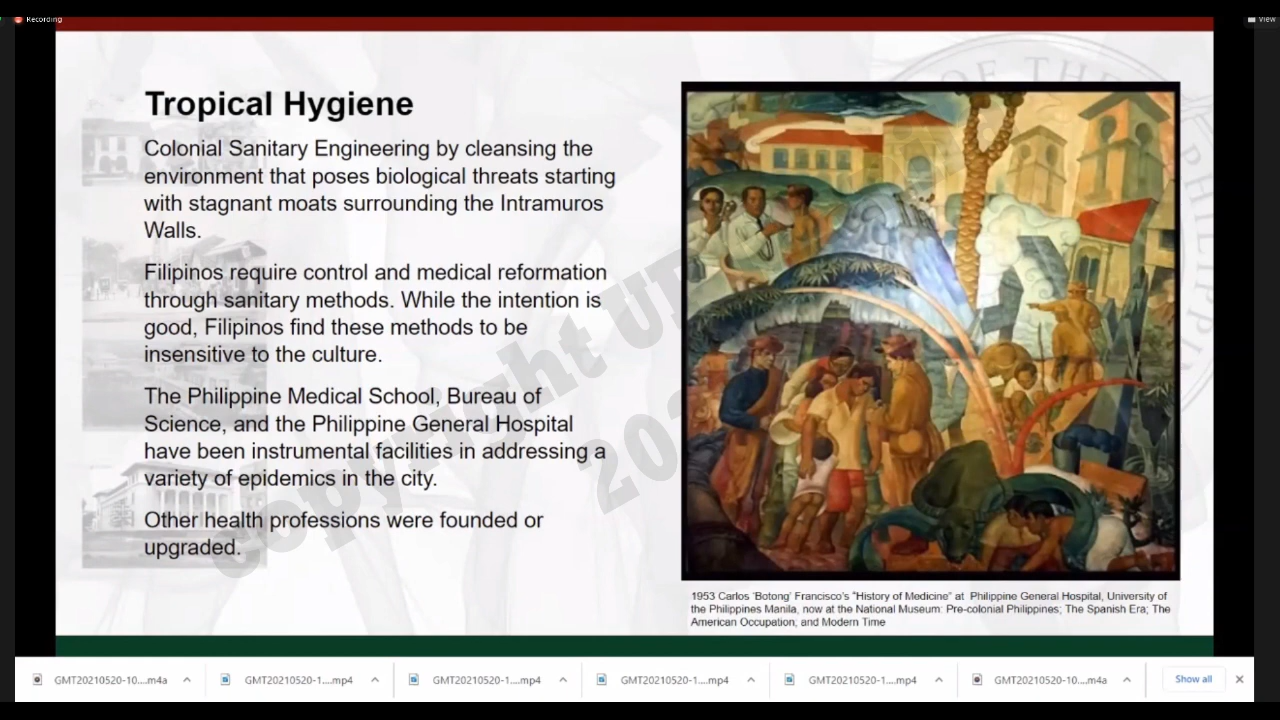 Recording
View
Tropical Hygiene
Colonial Sanitary Engineering by cleansing the
environment that poses biological threats starting
with stagnant moats surrounding the Intramuros
Walls.
Filipinos require control and medical reformation
through sanitary methods. While the intention is
good, Filipinos find these methods to be
insensitive to the culture.
The Philippine Medical School, Bureau of
Science, and the Philippine General Hospital
have been instrumental facilities in addressing a
variety of epidemics in the city.
Other health professions were founded or
upgraded.
OF THE
PHILIPPI
copyright UP
202
1953 Carlos 'Botong' Francisco's "History of Medicine" at Philippine General Hospital, University of
the Philippines Manila, now at the National Museum: Pre-colonial Philippines; The Spanish Era; The
American Occupation; and Modern Time
GMT20210520-10....m4a
GMT20210520-1....mp4
GMT20210520-1....mp4
GMT20210520-1....mp4
GMT20210520-1....mp4
GMT20210520-10....m4a
Show all